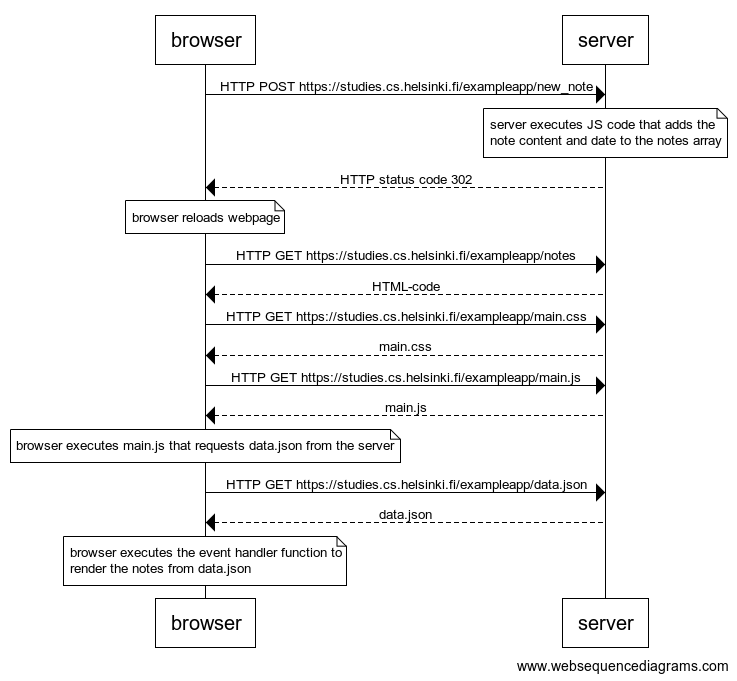 browser
server
HTTP POST https://studies.cs.helsinki.fi/exampleapp/new_note
server executes JS code that adds the
note content and date to the notes array
HTTP status code 302
browser reloads webpage
HTTP GET https://studies.cs.helsinki.fi/exampleapp/notes
HTML-code
HTTP GET https://studies.cs.helsinki.fi/exampleapp/main.css
main.css
HTTP GET https://studies.cs.helsinki.fi/exampleapp/main.js
main.js
browser executes main.js that requests data.json from the server
HTTP GET https://studies.cs.helsinki.fi/exampleapp/data.json
data.json
browser executes the event handler function to
render the notes from data.json
browser
server
www.websequencediagrams.com